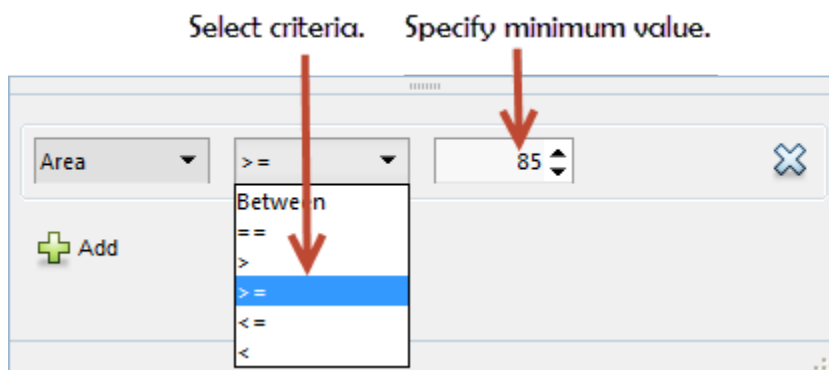 Select criteria. Specify minimum value.
Area >= 85
Between
==
Add
>
>=
<=
<